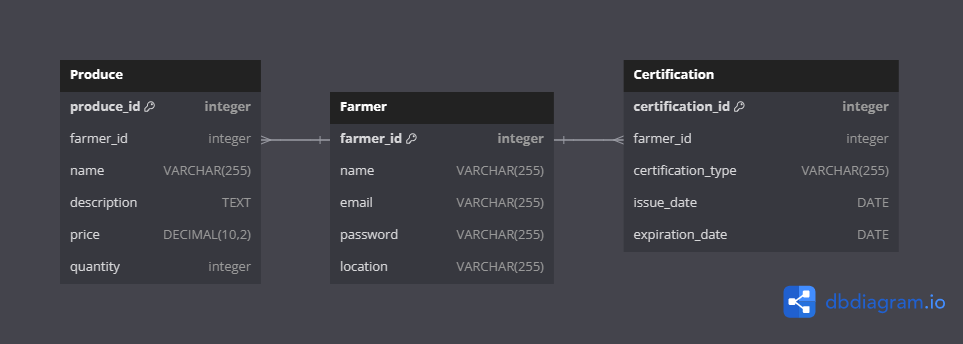 Produce
produce_id integer
farmer_id integer
name VARCHAR(255)
description TEXT
price DECIMAL(10,2)
quantity integer
Farmer
farmer_id integer
name VARCHAR(255)
email VARCHAR(255)
password VARCHAR(255)
location VARCHAR(255)
Certification
certification_id integer
farmer_id integer
certification_type VARCHAR(255)
issue_date DATE
expiration_date DATE
dbdiagram.io